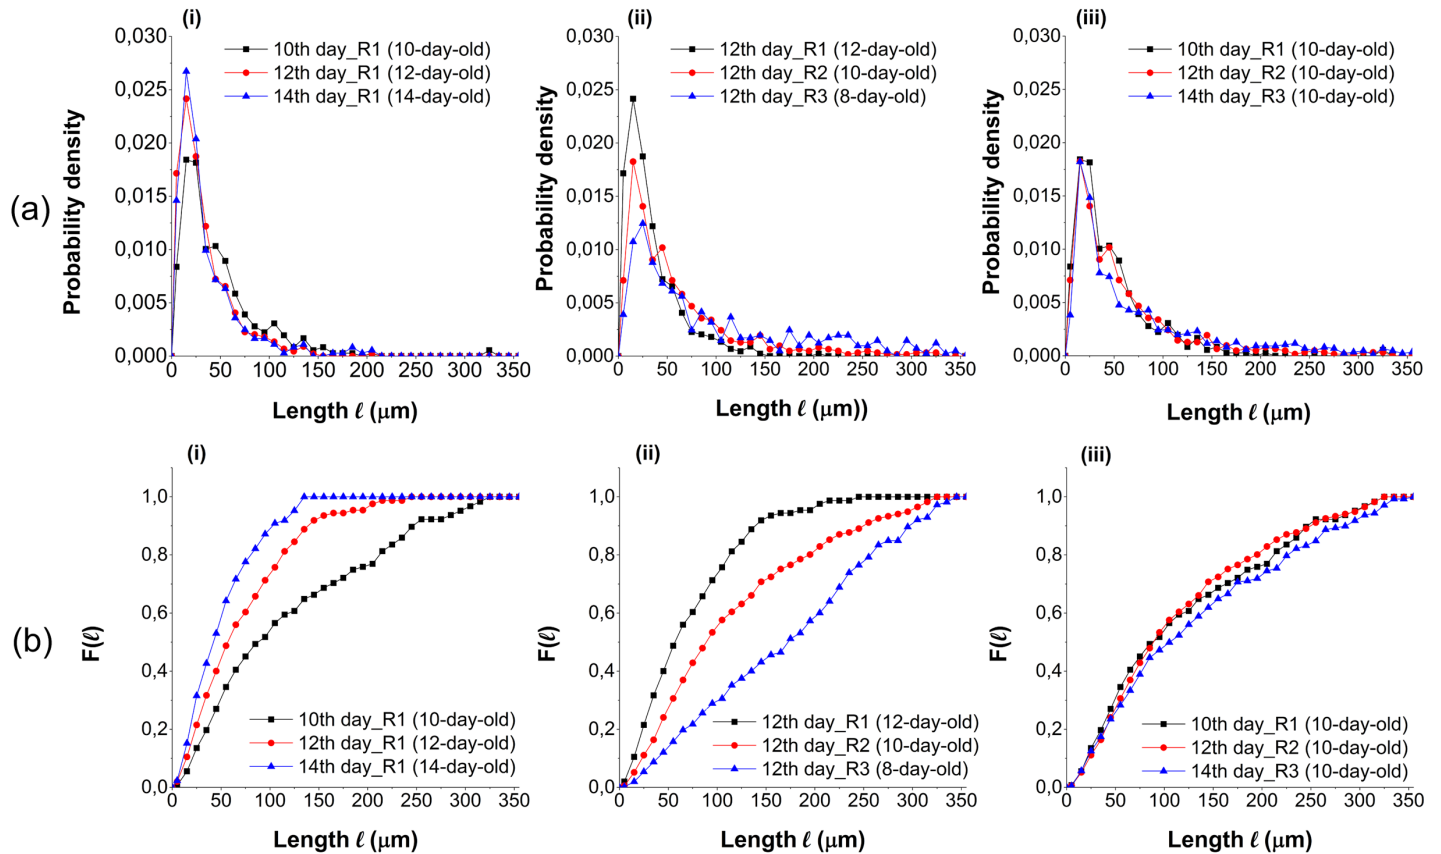 (a)
(i)
0,030
0,025
0,020
0,015
0,010
0,005
0,000
Probability density
10th day_R1 (10-day-old)
12th day_R1 (12-day-old)
14th day_R1 (14-day-old)
0 50 100 150 200 250 300 350
Length ℓ (μm)
(ii)
0,030
0,025
0,020
0,015
0,010
0,005
0,000
Probability density
12th day_R1 (12-day-old)
12th day_R2 (10-day-old)
12th day_R3 (8-day-old)
0 50 100 150 200 250 300 350
Length ℓ (μm))
(iii)
0,030
0,025
0,020
0,015
0,010
0,005
0,000
Probability density
10th day_R1 (10-day-old)
12th day_R2 (10-day-old)
14th day_R3 (10-day-old)
0 50 100 150 200 250 300 350
Length ℓ (μm)
(b)
(i)
1,0
0,8
0,6
0,4
0,2
0,0
F(ℓ)
10th day_R1 (10-day-old)
12th day_R1 (12-day-old)
14th day_R1 (14-day-old)
0 50 100 150 200 250 300 350
Length ℓ (μm)
(ii)
1,0
0,8
0,6
0,4
0,2
0,0
F(ℓ)
12th day_R1 (12-day-old)
12th day_R2 (10-day-old)
12th day_R3 (8-day-old)
0 50 100 150 200 250 300 350
Length ℓ (μm)
(iii)
1,0
0,8
0,6
0,4
0,2
0,0
F(ℓ)
10th day_R1 (10-day-old)
12th day_R2 (10-day-old)
14th day_R3 (10-day-old)
0 50 100 150 200 250 300 350
Length ℓ (μm)